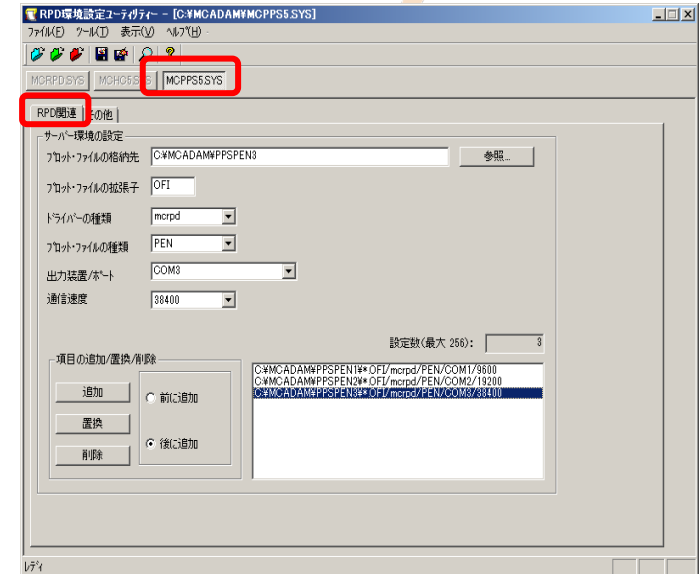 RPD環境設定ユーティリティー - [C:¥MCADAM¥MCPPS5.SYS]
ファイル(F) ツール(T) 表示(V) ヘルプ(H)
MCRPD.SYS MCHG5.SYS MCPPS5.SYS
RPD関連 その他
サーバー環境の設定
プロット・ファイルの格納先 C:¥MCADAM¥PPSPEN3 参照...
プロット・ファイルの拡張子 OFI
ドライバーの種類 mcrpd
プロット・ファイルの種類 PEN
出力装置/ポート COM3
通信速度 38400
設定数(最大 256): 3
項目の追加/置換/削除
追加 前に追加
置換
削除 後に追加
C:¥MCADAM¥PPSPEN1¥*.OFI/mcrpd/PEN/COM1/9600
C:¥MCADAM¥PPSPEN2¥*.OFI/mcrpd/PEN/COM2/19200
C:¥MCADAM¥PPSPEN3¥*.OFI/mcrpd/PEN/COM3/38400
レディ